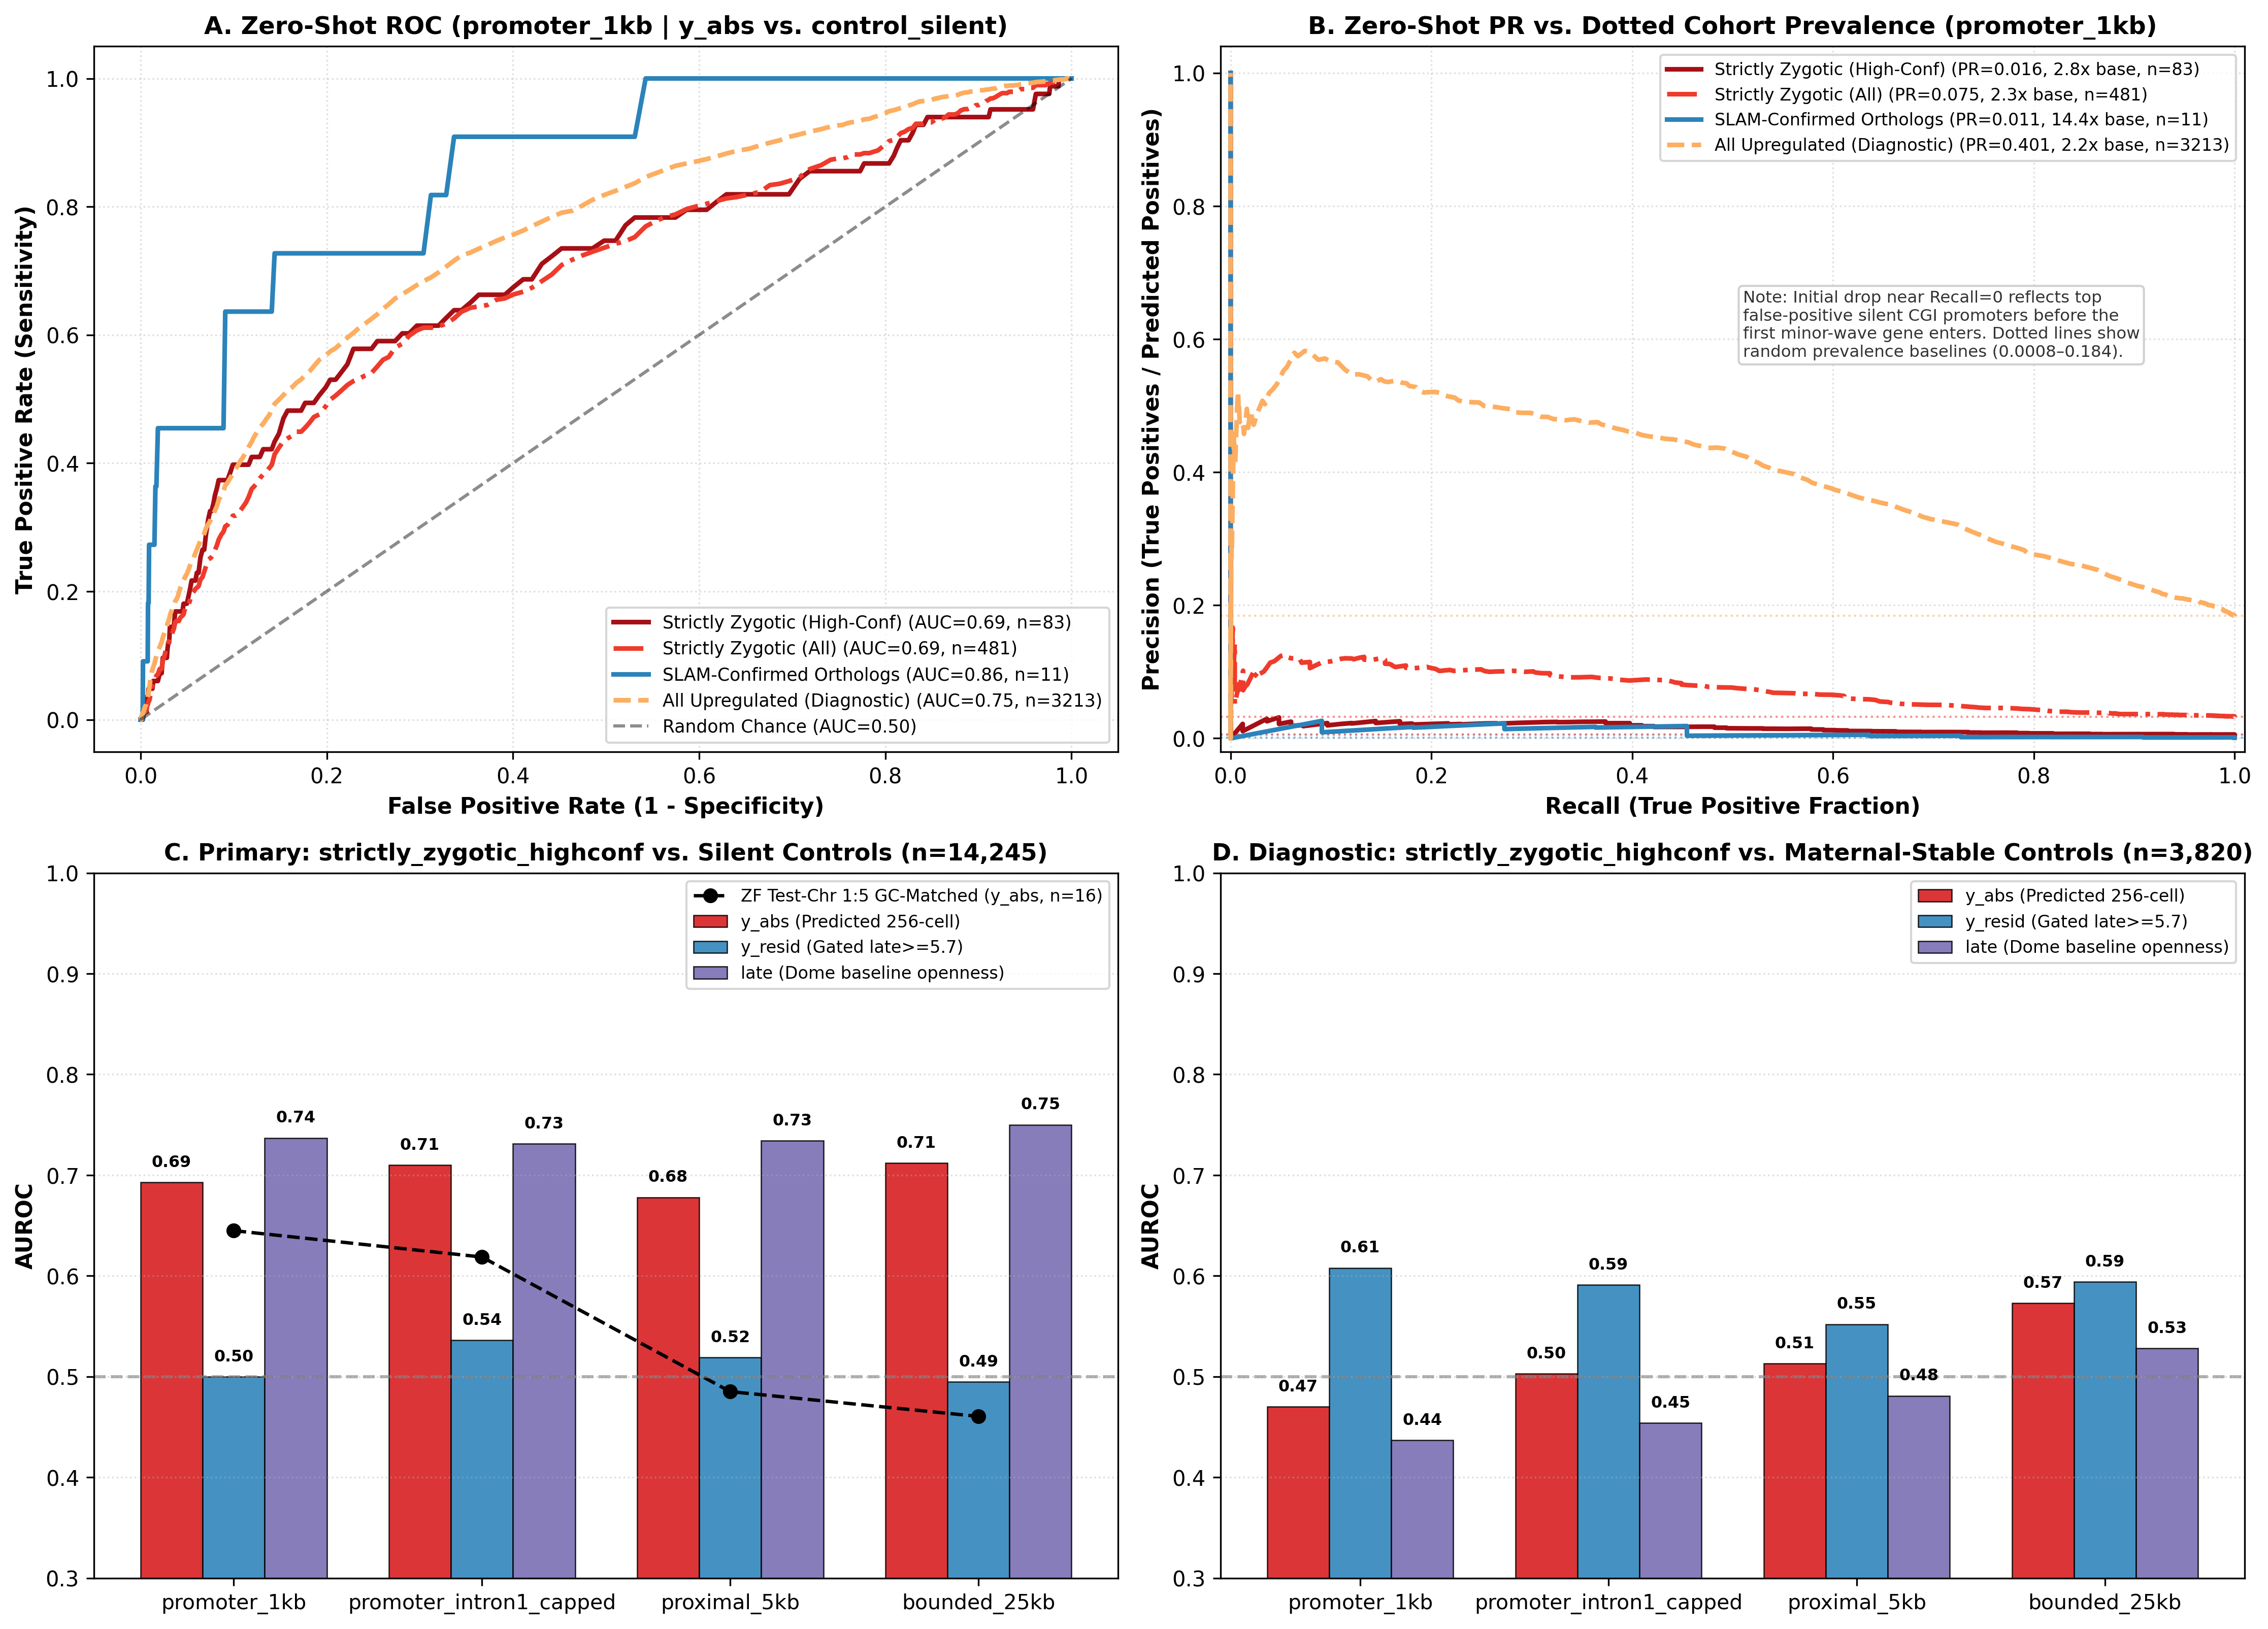 A. Zero-Shot ROC (promoter_1kb | y_abs vs. control_silent)
True Positive Rate (Sensitivity)
1.0
0.8
0.6
0.4
0.2
0.0
Strictly Zygotic (High-Conf) (AUC=0.69, n=83)
Strictly Zygotic (All) (AUC=0.69, n=481)
SLAM-Confirmed Orthologs (AUC=0.86, n=11)
All Upregulated (Diagnostic) (AUC=0.75, n=3213)
Random Chance (AUC=0.50)
0.0 0.2 0.4 0.6 0.8 1.0
False Positive Rate (1 - Specificity)
B. Zero-Shot PR vs. Dotted Cohort Prevalence (promoter_1kb)
Precision (True Positives / Predicted Positives)
1.0
0.8
0.6
0.4
0.2
0.0
Strictly Zygotic (High-Conf) (PR=0.016, 2.8x base, n=83)
Strictly Zygotic (All) (PR=0.075, 2.3x base, n=481)
SLAM-Confirmed Orthologs (PR=0.011, 14.4x base, n=11)
All Upregulated (Diagnostic) (PR=0.401, 2.2x base, n=3213)
Note: Initial drop near Recall=0 reflects top
false-positive silent CGI promoters before the
first minor-wave gene enters. Dotted lines show
random prevalence baselines (0.0008–0.184).
0.0 0.2 0.4 0.6 0.8 1.0
Recall (True Positive Fraction)
C. Primary: strictly_zygotic_highconf vs. Silent Controls (n=14,245)
AUROC
1.0
0.9
0.8
0.7
0.6
0.5
0.4
0.3
ZF Test-Chr 1:5 GC-Matched (y_abs, n=16)
y_abs (Predicted 256-cell)
y_resid (Gated late>=5.7)
late (Dome baseline openness)
0.69 0.50 0.74
0.71 0.54 0.73
0.68 0.52 0.73
0.71 0.49 0.75
promoter_1kb promoter_intron1_capped proximal_5kb bounded_25kb
D. Diagnostic: strictly_zygotic_highconf vs. Maternal-Stable Controls (n=3,820)
AUROC
1.0
0.9
0.8
0.7
0.6
0.5
0.4
0.3
y_abs (Predicted 256-cell)
y_resid (Gated late>=5.7)
late (Dome baseline openness)
0.47 0.61 0.44
0.50 0.59 0.45
0.51 0.55 0.48
0.57 0.59 0.53
promoter_1kb promoter_intron1_capped proximal_5kb bounded_25kb